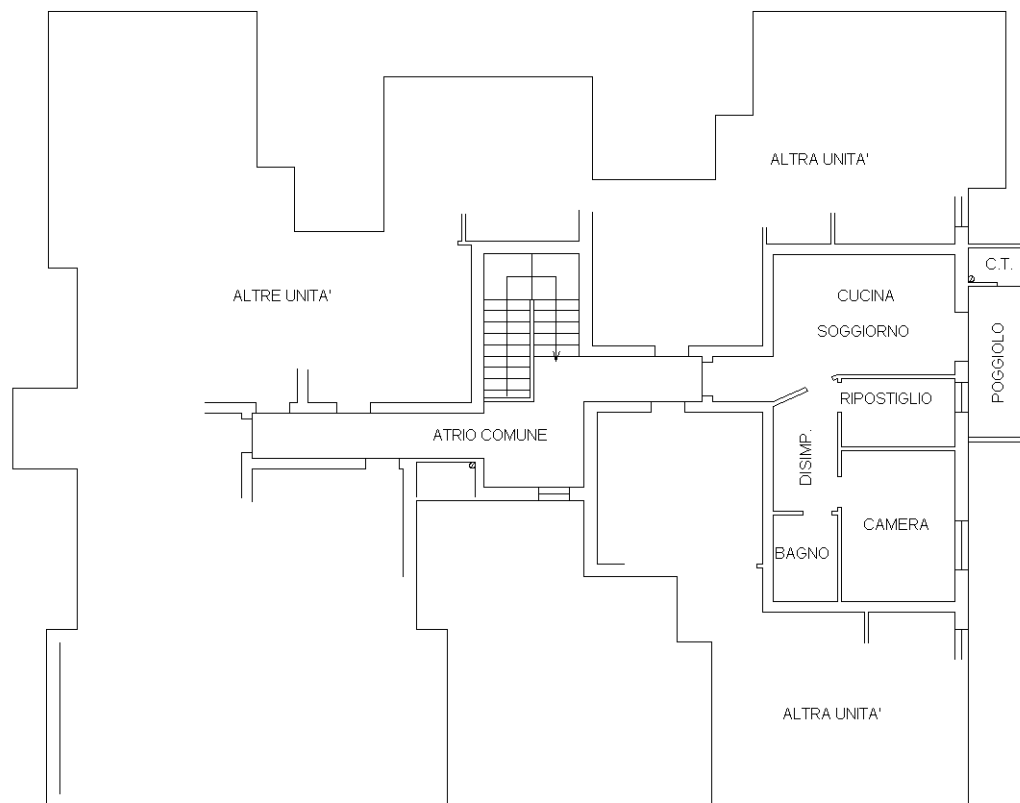 ALTRA UNITA'
C.T.
ALTRE UNITA'
CUCINA
SOGGIORNO
POGGIOLO
RIPOSTIGLIO
ATRIO COMUNE
DISIMP.
CAMERA
BAGNO
ALTRA UNITA'